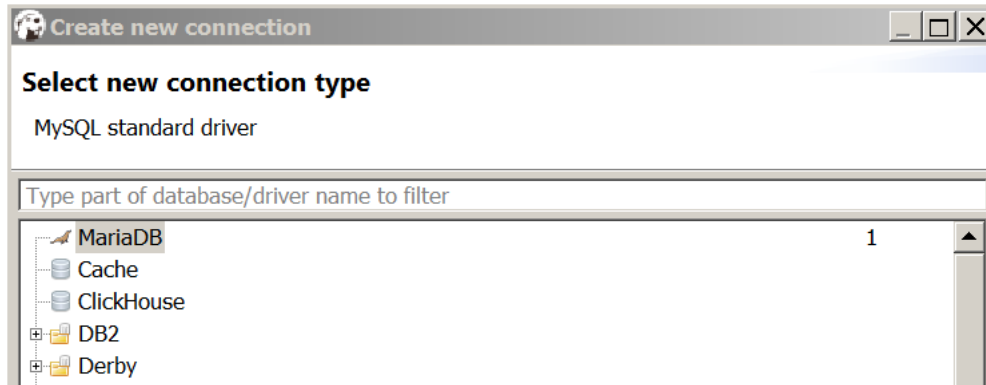 Create new connection
Select new connection type
MySQL standard driver
Type part of database/driver name to filter
MariaDB 1
Cache
ClickHouse
DB2
Derby